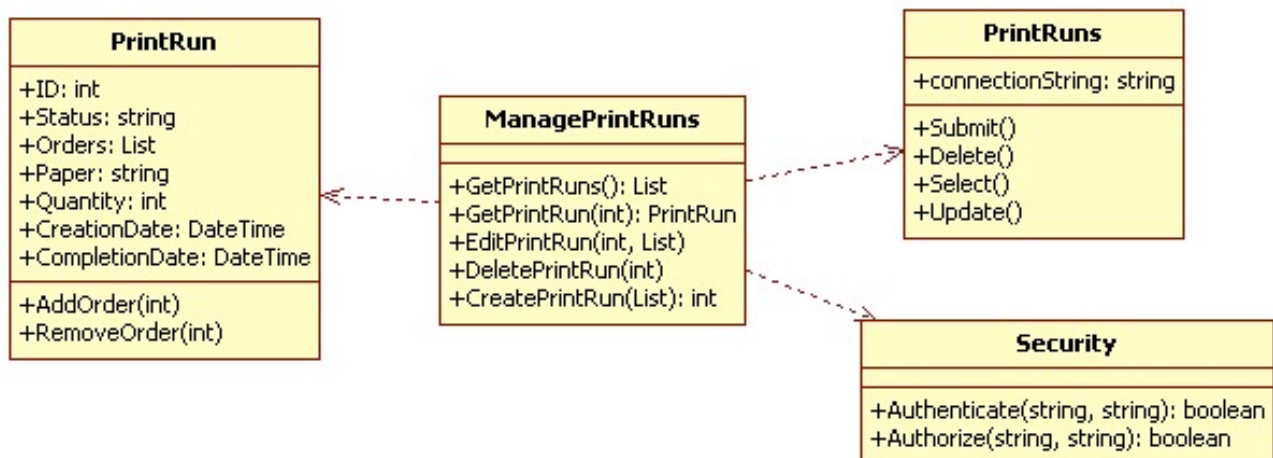 PrintRun
+ID: int
+Status: string
+Orders: List
+Paper: string
+Quantity: int
+CreationDate: DateTime
+CompletionDate: DateTime
+AddOrder(int)
+RemoveOrder(int)
ManagePrintRuns
+GetPrintRuns(): List
+GetPrintRun(int): PrintRun
+EditPrintRun(int, List)
+DeletePrintRun(int)
+CreatePrintRun(List): int
PrintRuns
+connectionString: string
+Submit()
+Delete()
+Select()
+Update()
Security
+Authenticate(string, string): boolean
+Authorize(string, string): boolean